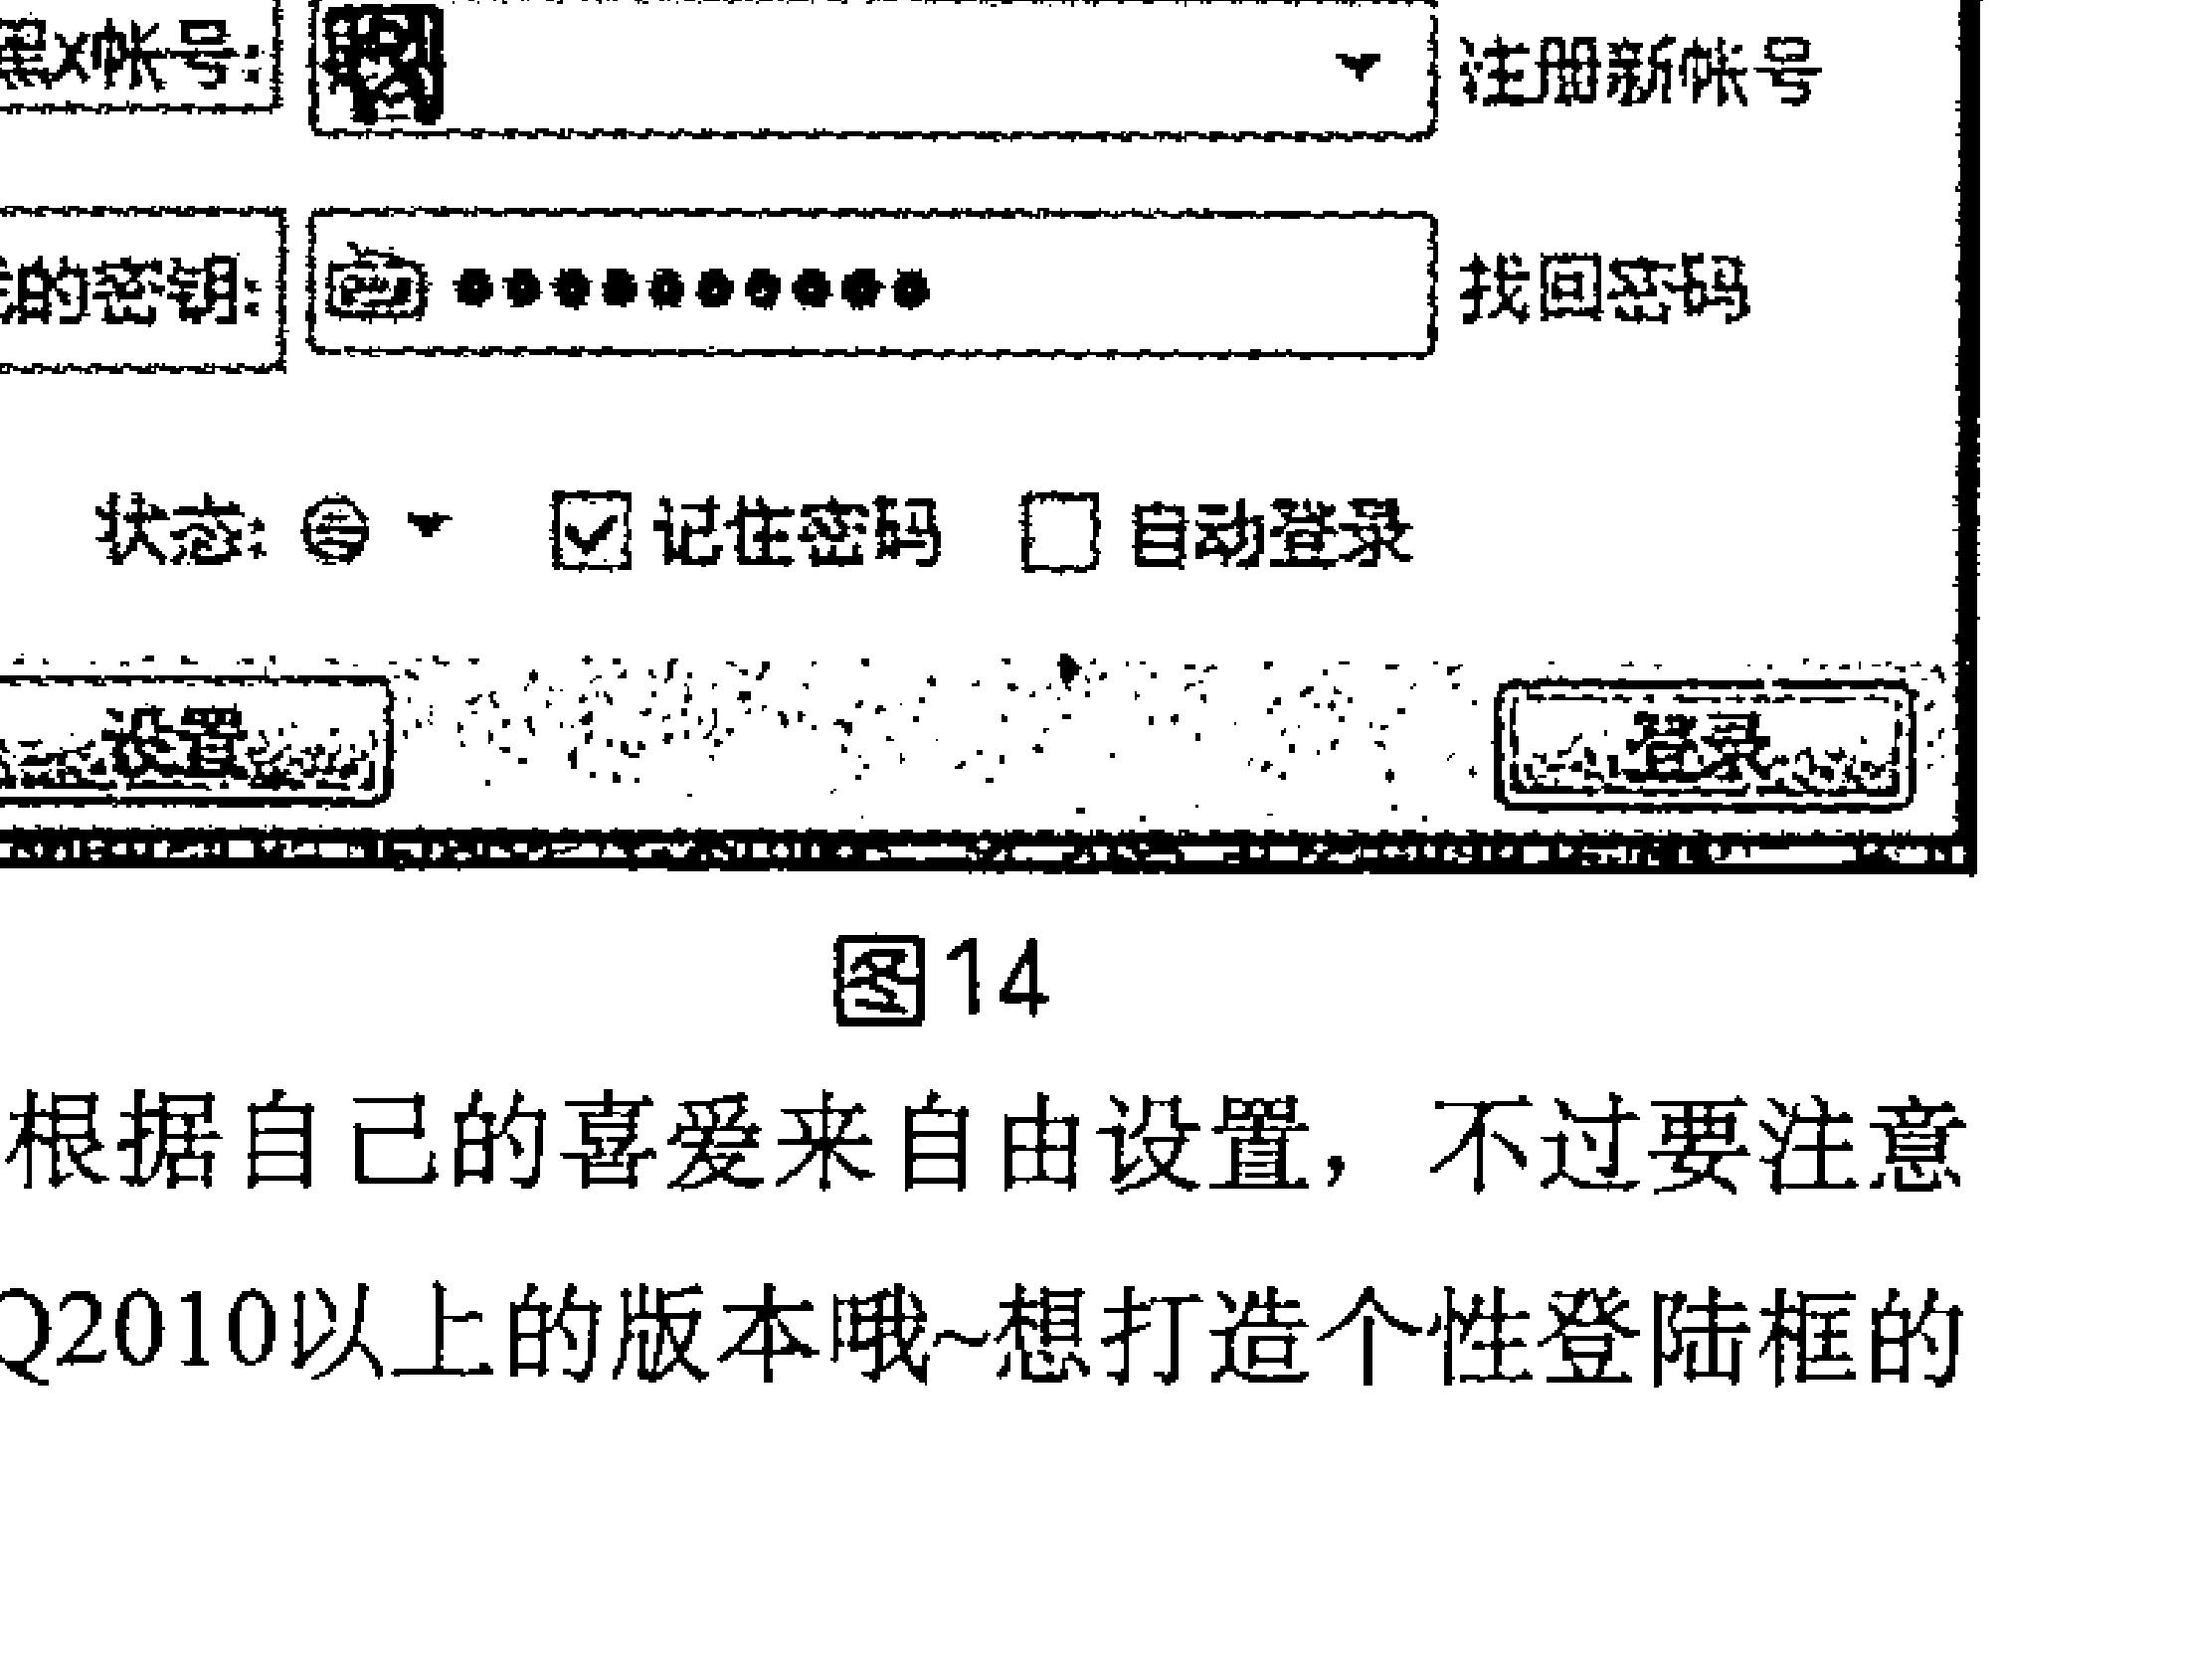 黑X帐号: 注册新帐号
的密钥: 找回密码
状态: 记住密码 自动登录
设置 登录
图14
根据自己的喜爱来自由设置，不过要注意
Q2010以上的版本哦~想打造个性登陆框的